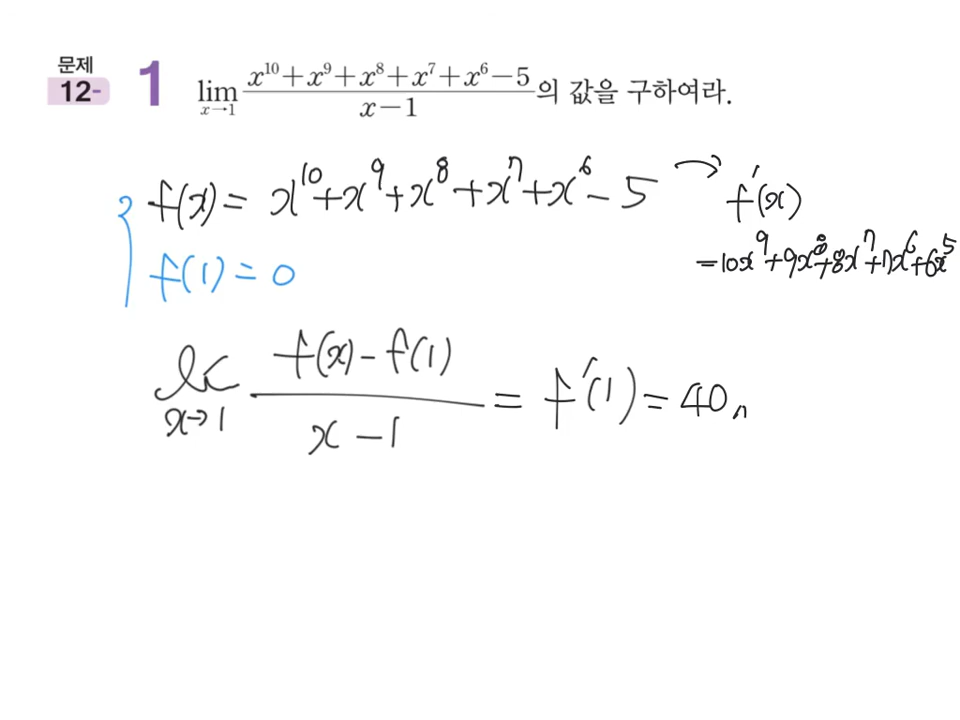 문제
12- 1 lim_{x→1} (x^{10}+x^9+x^8+x^7+x^6−5)/(x−1) 의 값을 구하여라.
f(x) = x^{10}+x^9+x^8+x^7+x^6−5 → f'(x)
= 10x^9+9x^8+8x^7+7x^6+6x^5
f(1) = 0
lim_{x→1} (f(x)−f(1))/(x−1) = f'(1) = 40〃